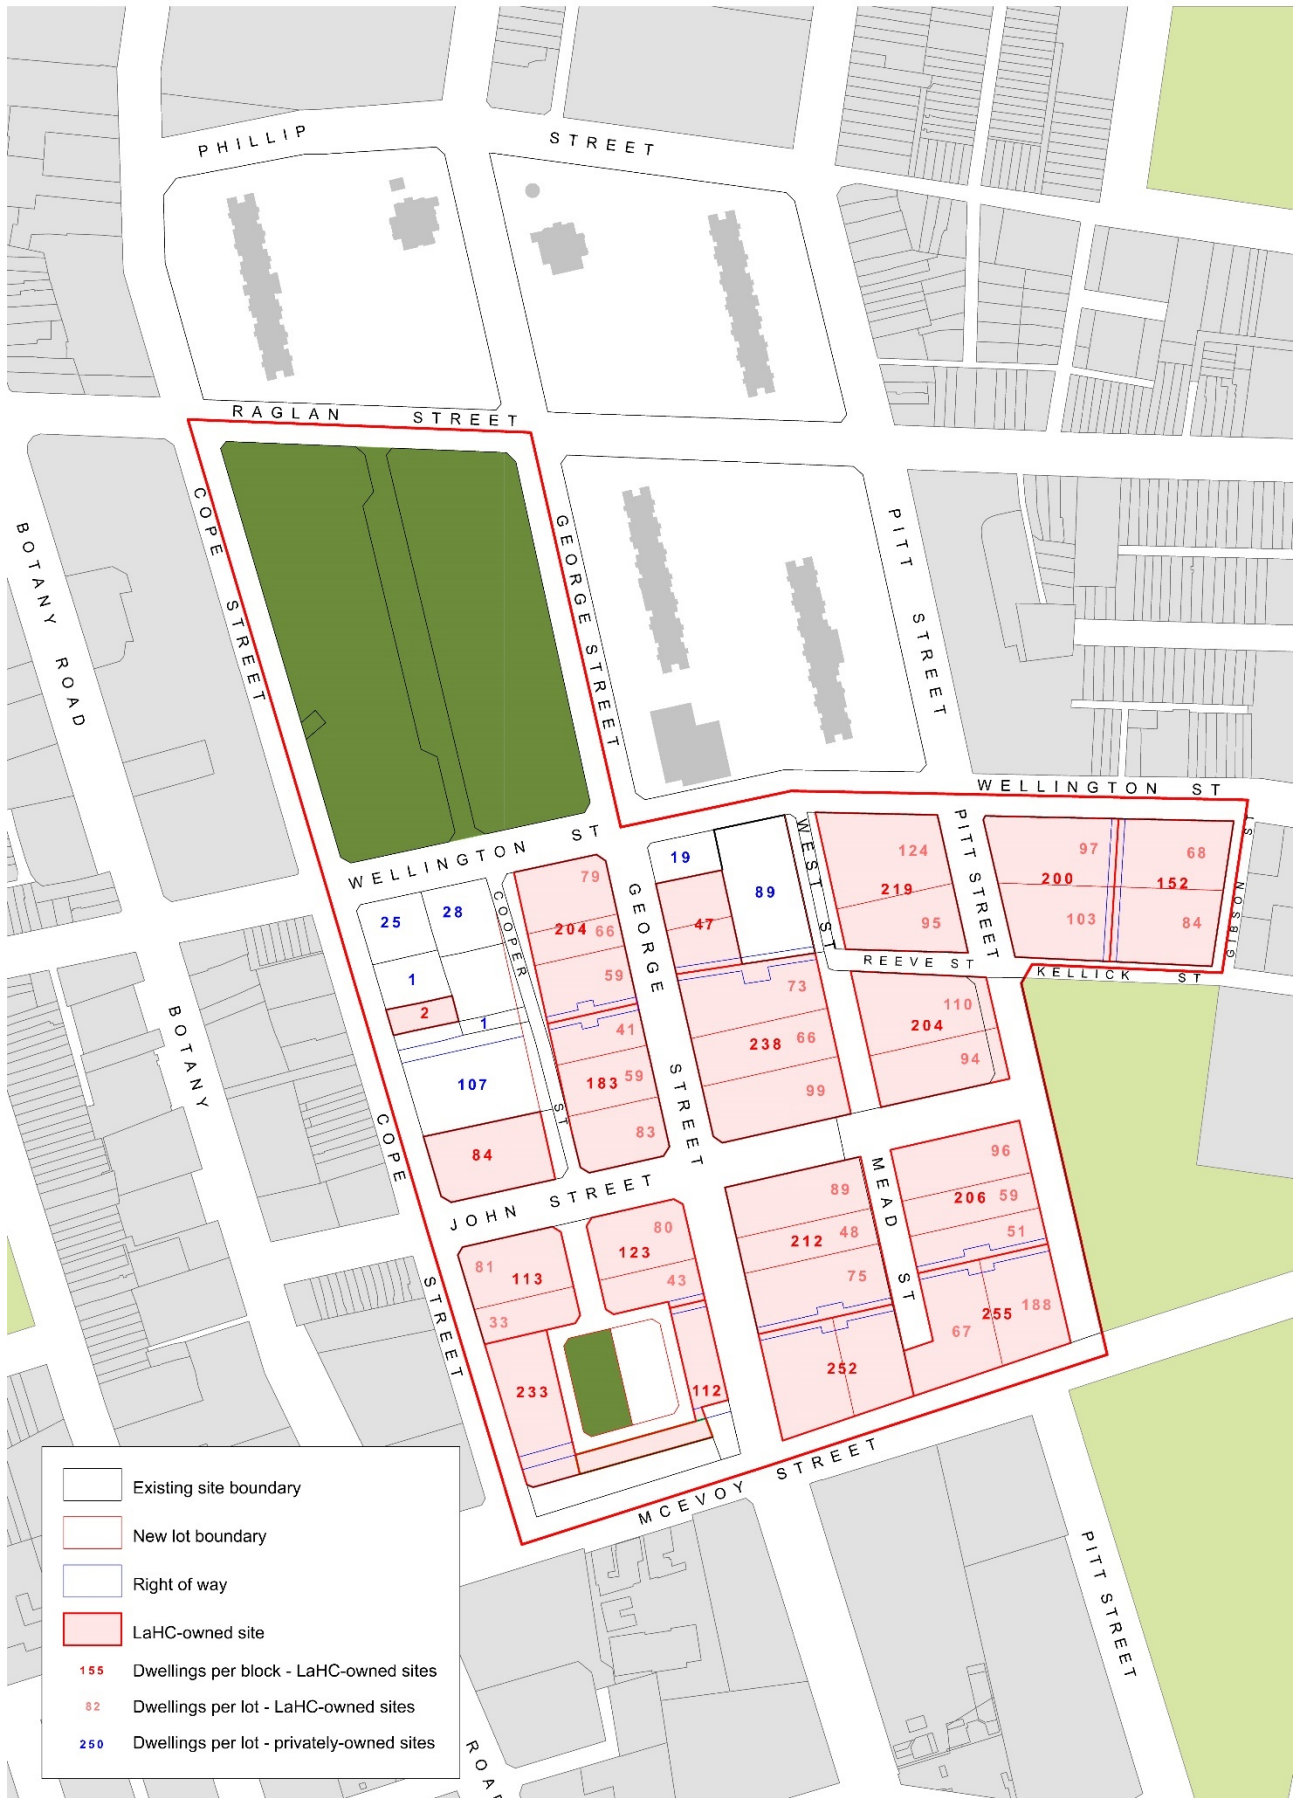 PHILLIP STREET
RAGLAN STREET
COPE STREET
GEORGE STREET
PITT STREET
BOTANY ROAD
WELLINGTON ST
WELLINGTON ST
COOPER ST
GEORGE STREET
WEST ST
PITT STREET
GIBSON ST
REEVE ST
KELLICK ST
BOTANY
COPE STREET
JOHN STREET
MEAD ST
MCEVOY STREET
PITT STREET
ROAD
25
28
1
2
1
107
84
79
204
66
59
41
183
59
83
19
47
89
73
238
66
99
124
219
95
97
200
103
68
152
84
110
204
94
81
113
33
80
123
43
233
112
89
212
48
75
252
96
206
59
51
255
188
67
Existing site boundary
New lot boundary
Right of way
LaHC-owned site
155 Dwellings per block - LaHC-owned sites
82 Dwellings per lot - LaHC-owned sites
250 Dwellings per lot - privately-owned sites